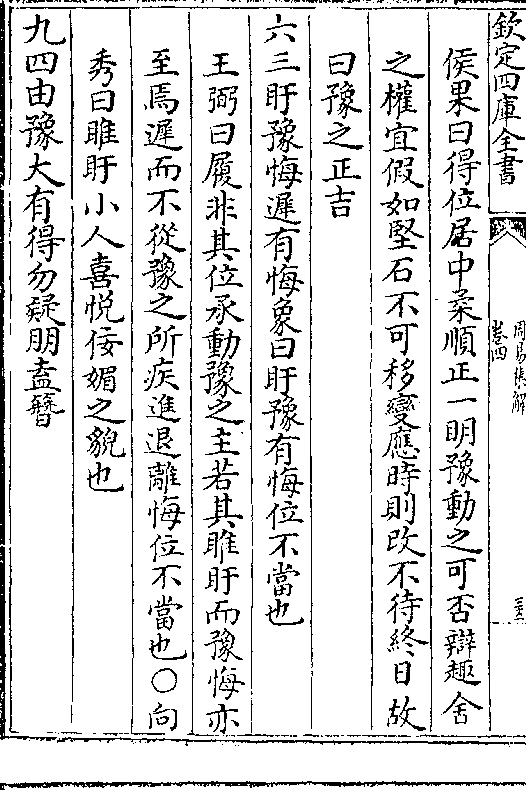 欽定四庫全書
周易集解
卷四
侯果曰得位居中柔順正一明豫動之可否辯趣舍
之權宜假如堅石不可移變應時則改不待終日故
曰豫之正吉
六三盱豫悔遲有悔象曰盱豫有悔位不當也
王弼曰履非其位承動豫之主若其睢盱而豫悔亦
至焉遲而不從豫之所疾進退離悔位不當也○向
秀曰睢盱小人喜悦佞媚之貌也
九四由豫大有得勿疑朋盍簪